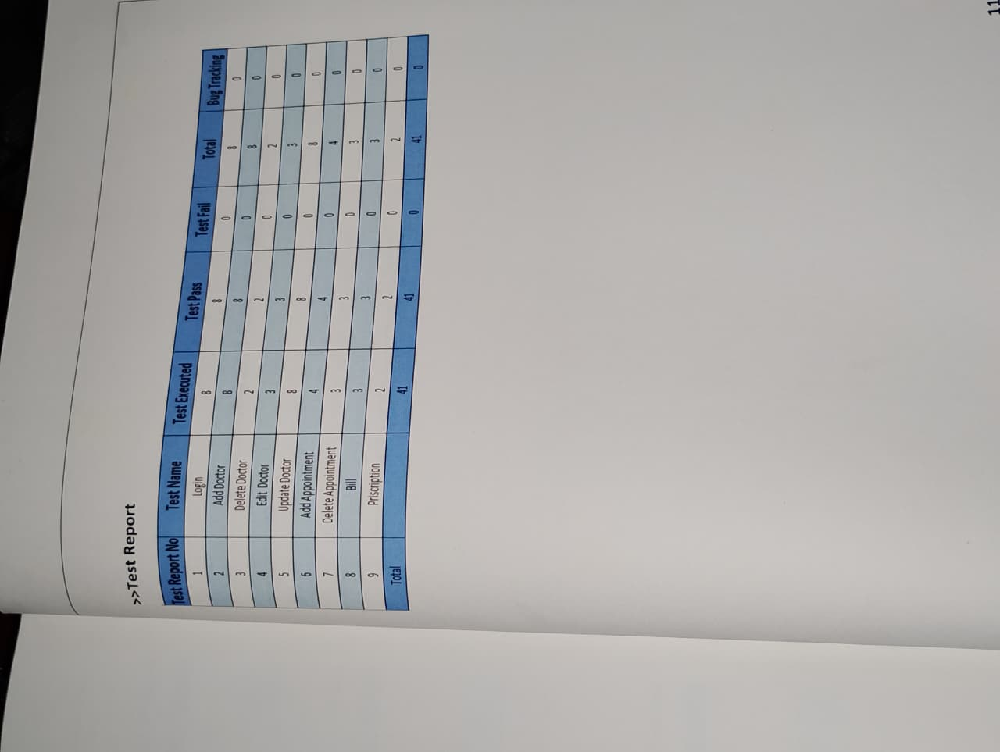 >>Test Report
Test Report No Test Name Test Executed Test Pass Test Fail Total Bug Tracking
1 Login 8 8 0 8 0
2 Add Doctor 8 8 0 8 0
3 Delete Doctor 2 2 0 2 0
4 Edit Doctor 3 3 0 3 0
5 Update Doctor 8 8 0 8 0
6 Add Appointment 4 4 0 4 0
7 Delete Appointment 3 3 0 3 0
8 Bill 3 3 0 3 0
9 Priscription 2 2 0 2 0
Total 41 41 0 41 0